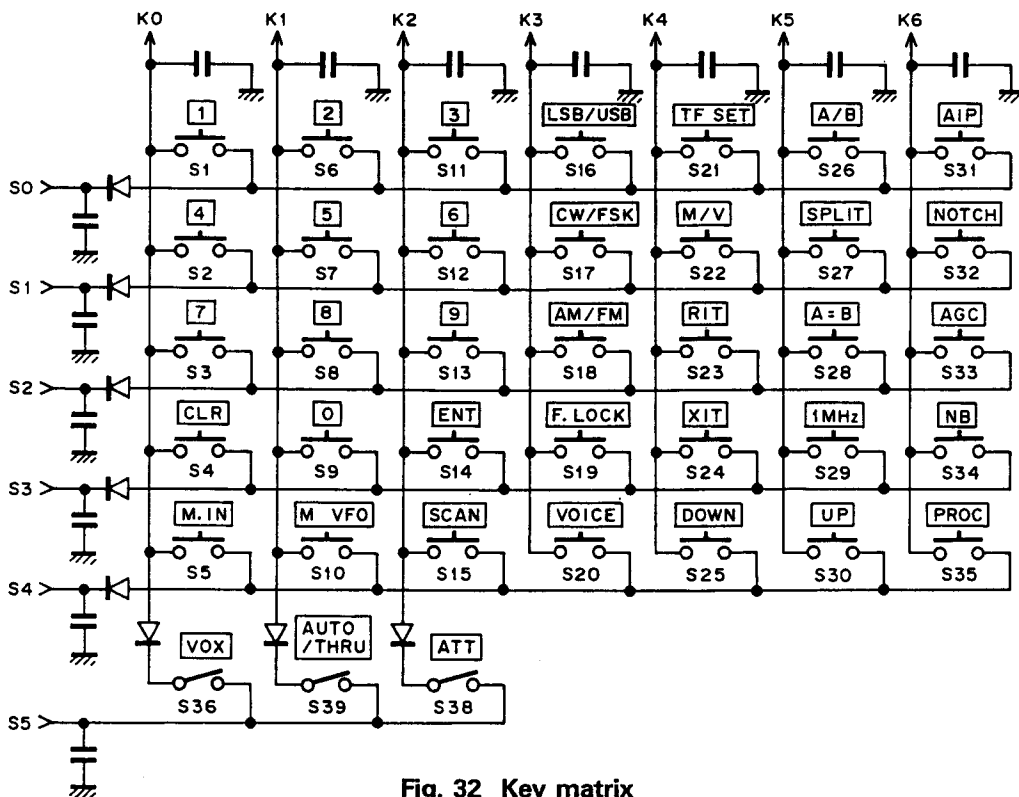 K0 K1 K2 K3 K4 K5 K6
1 2 3 LSB/USB TF SET A/B AIP
S1 S6 S11 S16 S21 S26 S31
S0
4 5 6 CW/FSK M/V SPLIT NOTCH
S2 S7 S12 S17 S22 S27 S32
S1
7 8 9 AM/FM RIT A=B AGC
S3 S8 S13 S18 S23 S28 S33
S2
CLR 0 ENT F.LOCK XIT 1MHz NB
S4 S9 S14 S19 S24 S29 S34
S3
M.IN M VFO SCAN VOICE DOWN UP PROC
S5 S10 S15 S20 S25 S30 S35
S4
VOX AUTO /THRU ATT
S36 S39 S38
S5
Fig. 32 Key matrix